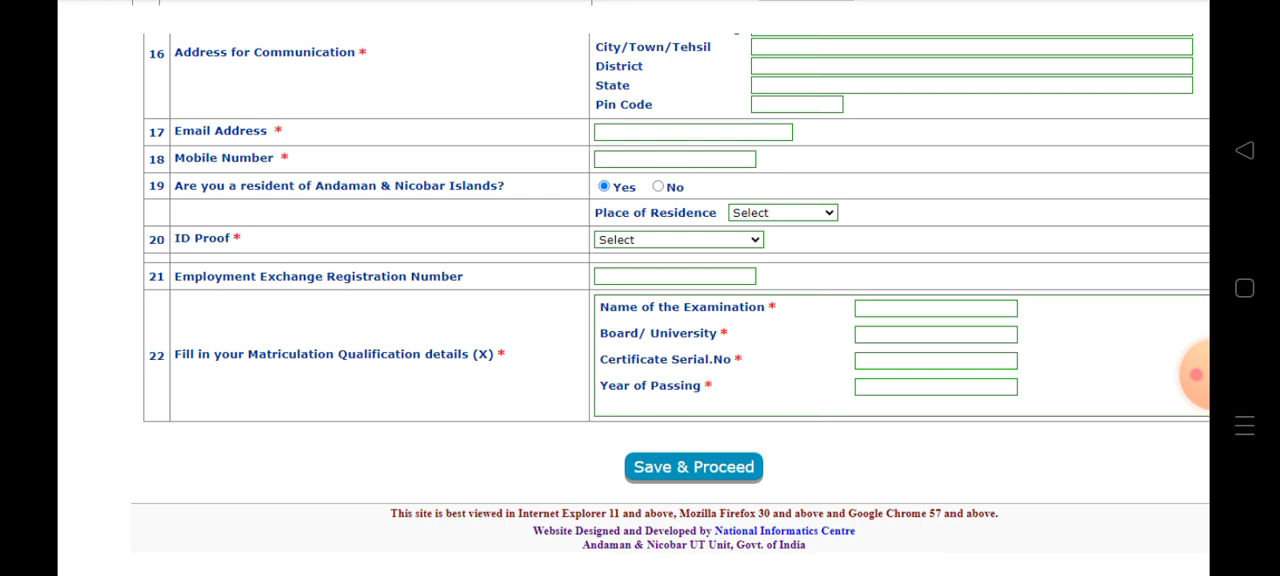 16 Address for Communication *
City/Town/Tehsil
District
State
Pin Code
17 Email Address *
18 Mobile Number *
19 Are you a resident of Andaman & Nicobar Islands? Yes No
Place of Residence Select
20 ID Proof * Select
21 Employment Exchange Registration Number
22 Fill in your Matriculation Qualification details (X) *
Name of the Examination *
Board/ University *
Certificate Serial.No *
Year of Passing *
Save & Proceed
This site is best viewed in Internet Explorer 11 and above, Mozilla Firefox 30 and above and Google Chrome 57 and above.
Website Designed and Developed by National Informatics Centre
Andaman & Nicobar UT Unit, Govt. of India